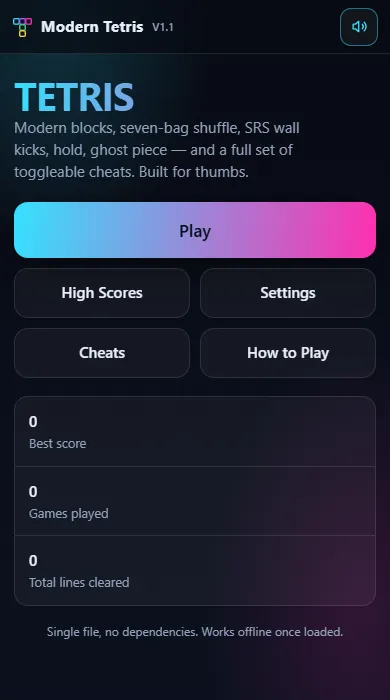 Modern Tetris V1.1
TETRIS
Modern blocks, seven-bag shuffle, SRS wall
kicks, hold, ghost piece — and a full set of
toggleable cheats. Built for thumbs.
Play
High Scores
Settings
Cheats
How to Play
0
Best score
0
Games played
0
Total lines cleared
Single file, no dependencies. Works offline once loaded.